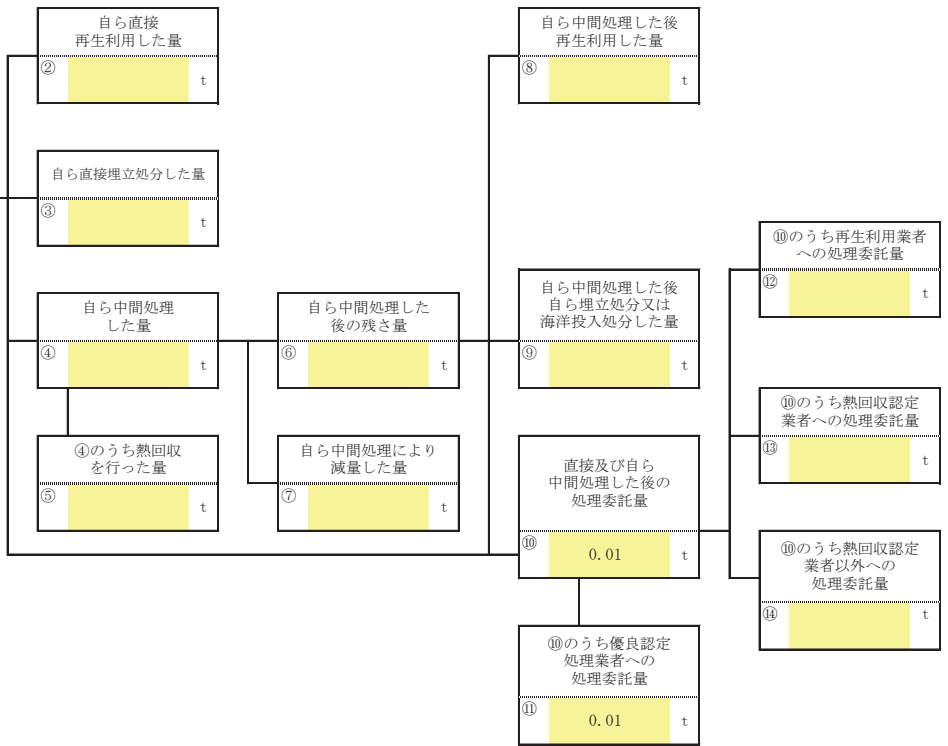 自ら直接
再生利用した量
②
t
自ら直接埋立処分した量
③
t
自ら中間処理
した量
④
t
④のうち熱回収
を行った量
⑤
t
自ら中間処理した
後の残さ量
⑥
t
自ら中間処理により
減量した量
⑦
t
自ら中間処理した後
再生利用した量
⑧
t
自ら中間処理した後
自ら埋立処分又は
海洋投入処分した量
⑨
t
直接及び自ら
中間処理した後の
処理委託量
⑩
0.01
t
⑩のうち優良認定
処理業者への
処理委託量
⑪
0.01
t
⑩のうち再生利用業者
への処理委託量
⑫
t
⑩のうち熱回収認定
業者への処理委託量
⑬
t
⑩のうち熱回収認定
業者以外への
処理委託量
⑭
t